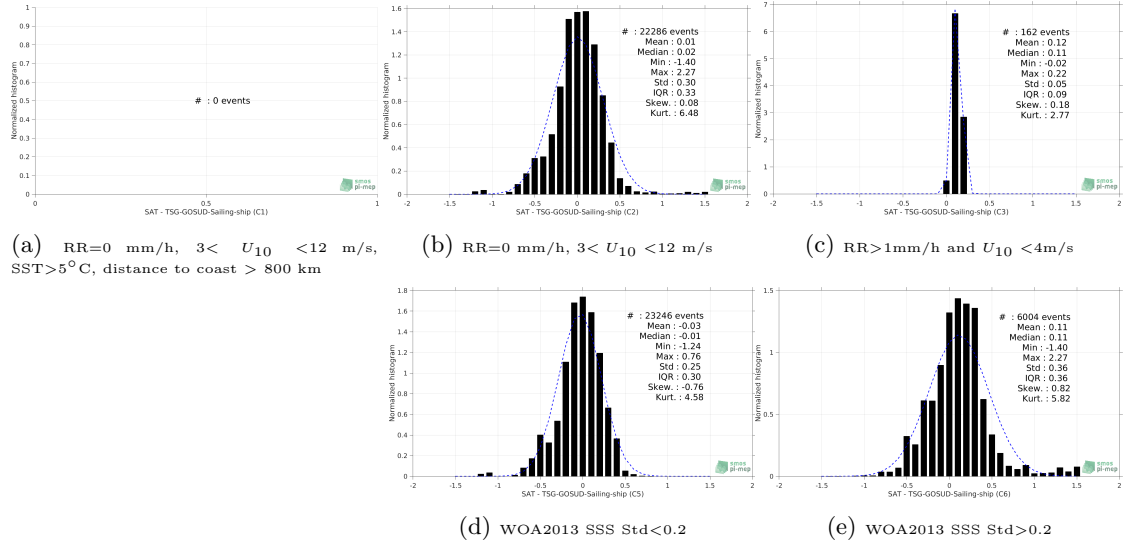 1
0.9
0.8
0.7
0.6
0.5
0.4
0.3
0.2
0.1
0
Normalized histogram
# : 0 events
0 0.5 1
SAT - TSG-GOSUD-Sailing-ship (C1)
smos
pi-mep
(a) RR=0 mm/h, 3< U10 <12 m/s,
SST>5°C, distance to coast > 800 km
1.6
1.4
1.2
1
0.8
0.6
0.4
0.2
0
Normalized histogram
# : 22286 events
Mean : 0.01
Median : 0.02
Min : -1.40
Max : 2.27
Std : 0.30
IQR : 0.33
Skew. : 0.08
Kurt. : 6.48
-2 -1.5 -1 -0.5 0 0.5 1 1.5 2
SAT - TSG-GOSUD-Sailing-ship (C2)
smos
pi-mep
(b) RR=0 mm/h, 3< U10 <12 m/s
7
6
5
4
3
2
1
0
Normalized histogram
# : 162 events
Mean : 0.12
Median : 0.11
Min : -0.02
Max : 0.22
Std : 0.05
IQR : 0.09
Skew. : 0.18
Kurt. : 2.77
-2 -1.5 -1 -0.5 0 0.5 1 1.5 2
SAT - TSG-GOSUD-Sailing-ship (C3)
smos
pi-mep
(c) RR>1mm/h and U10 <4m/s
1.8
1.6
1.4
1.2
1
0.8
0.6
0.4
0.2
0
Normalized histogram
# : 23246 events
Mean : -0.03
Median : -0.01
Min : -1.24
Max : 0.76
Std : 0.25
IQR : 0.30
Skew. : -0.76
Kurt. : 4.58
-2 -1.5 -1 -0.5 0 0.5 1 1.5 2
SAT - TSG-GOSUD-Sailing-ship (C5)
smos
pi-mep
(d) WOA2013 SSS Std<0.2
1.5
1
0.5
0
Normalized histogram
# : 6004 events
Mean : 0.11
Median : 0.11
Min : -1.40
Max : 2.27
Std : 0.36
IQR : 0.36
Skew. : 0.82
Kurt. : 5.82
-2 -1.5 -1 -0.5 0 0.5 1 1.5 2
SAT - TSG-GOSUD-Sailing-ship (C6)
smos
pi-mep
(e) WOA2013 SSS Std>0.2